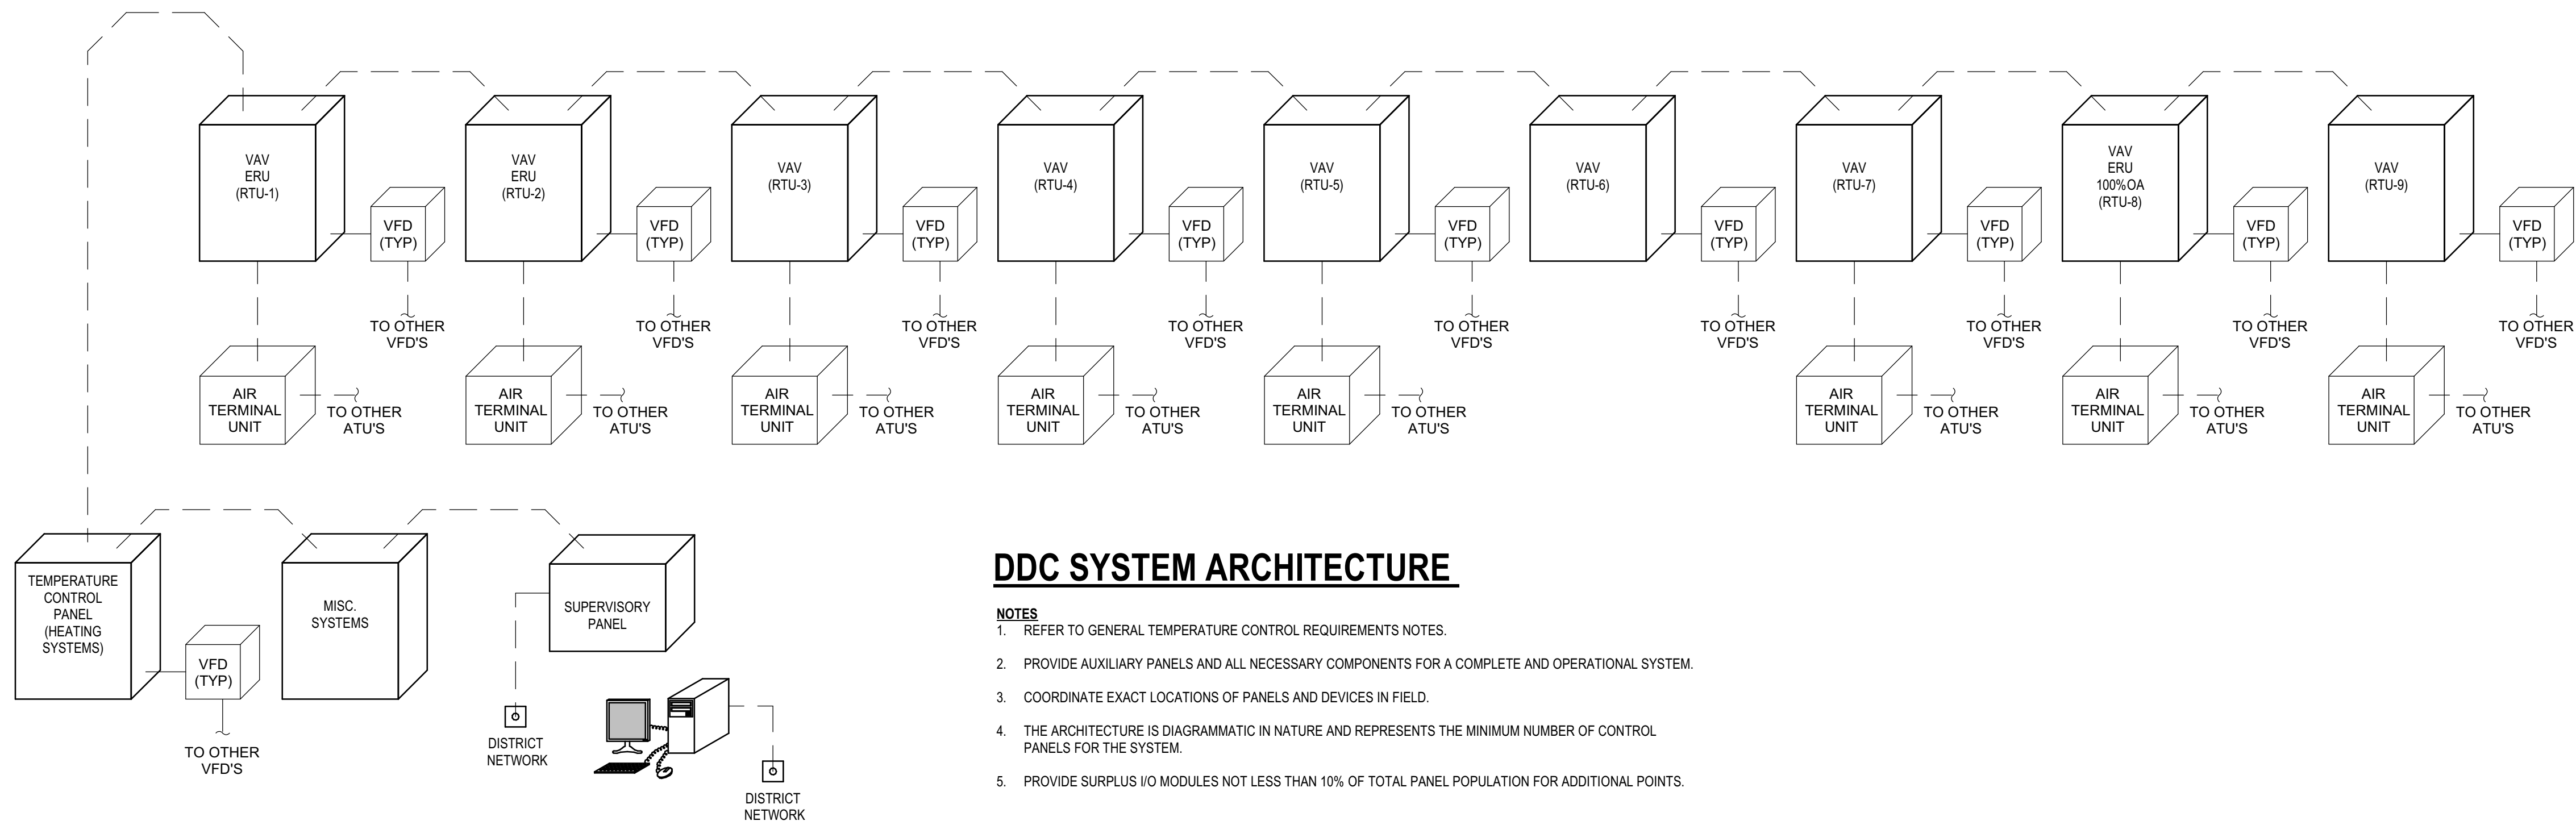 VAV
ERU
(RTU-1)
VFD
(TYP)
TO OTHER
VFD'S
AIR
TERMINAL
UNIT
TO OTHER
ATU'S
VAV
ERU
(RTU-2)
VFD
(TYP)
TO OTHER
VFD'S
AIR
TERMINAL
UNIT
TO OTHER
ATU'S
VAV
(RTU-3)
VFD
(TYP)
TO OTHER
VFD'S
AIR
TERMINAL
UNIT
TO OTHER
ATU'S
VAV
(RTU-4)
VFD
(TYP)
TO OTHER
VFD'S
AIR
TERMINAL
UNIT
TO OTHER
ATU'S
VAV
(RTU-5)
VFD
(TYP)
TO OTHER
VFD'S
AIR
TERMINAL
UNIT
TO OTHER
ATU'S
VAV
(RTU-6)
VFD
(TYP)
TO OTHER
VFD'S
VAV
(RTU-7)
VFD
(TYP)
TO OTHER
VFD'S
AIR
TERMINAL
UNIT
TO OTHER
ATU'S
VAV
ERU
100%OA
(RTU-8)
VFD
(TYP)
TO OTHER
VFD'S
AIR
TERMINAL
UNIT
TO OTHER
ATU'S
VAV
(RTU-9)
VFD
(TYP)
TO OTHER
VFD'S
AIR
TERMINAL
UNIT
TO OTHER
ATU'S
TEMPERATURE
CONTROL
PANEL
(HEATING
SYSTEMS)
VFD
(TYP)
TO OTHER
VFD'S
MISC.
SYSTEMS
SUPERVISORY
PANEL
DISTRICT
NETWORK
DISTRICT
NETWORK
DDC SYSTEM ARCHITECTURE
NOTES
1. REFER TO GENERAL TEMPERATURE CONTROL REQUIREMENTS NOTES.
2. PROVIDE AUXILIARY PANELS AND ALL NECESSARY COMPONENTS FOR A COMPLETE AND OPERATIONAL SYSTEM.
3. COORDINATE EXACT LOCATIONS OF PANELS AND DEVICES IN FIELD.
4. THE ARCHITECTURE IS DIAGRAMMATIC IN NATURE AND REPRESENTS THE MINIMUM NUMBER OF CONTROL
PANELS FOR THE SYSTEM.
5. PROVIDE SURPLUS I/O MODULES NOT LESS THAN 10% OF TOTAL PANEL POPULATION FOR ADDITIONAL POINTS.